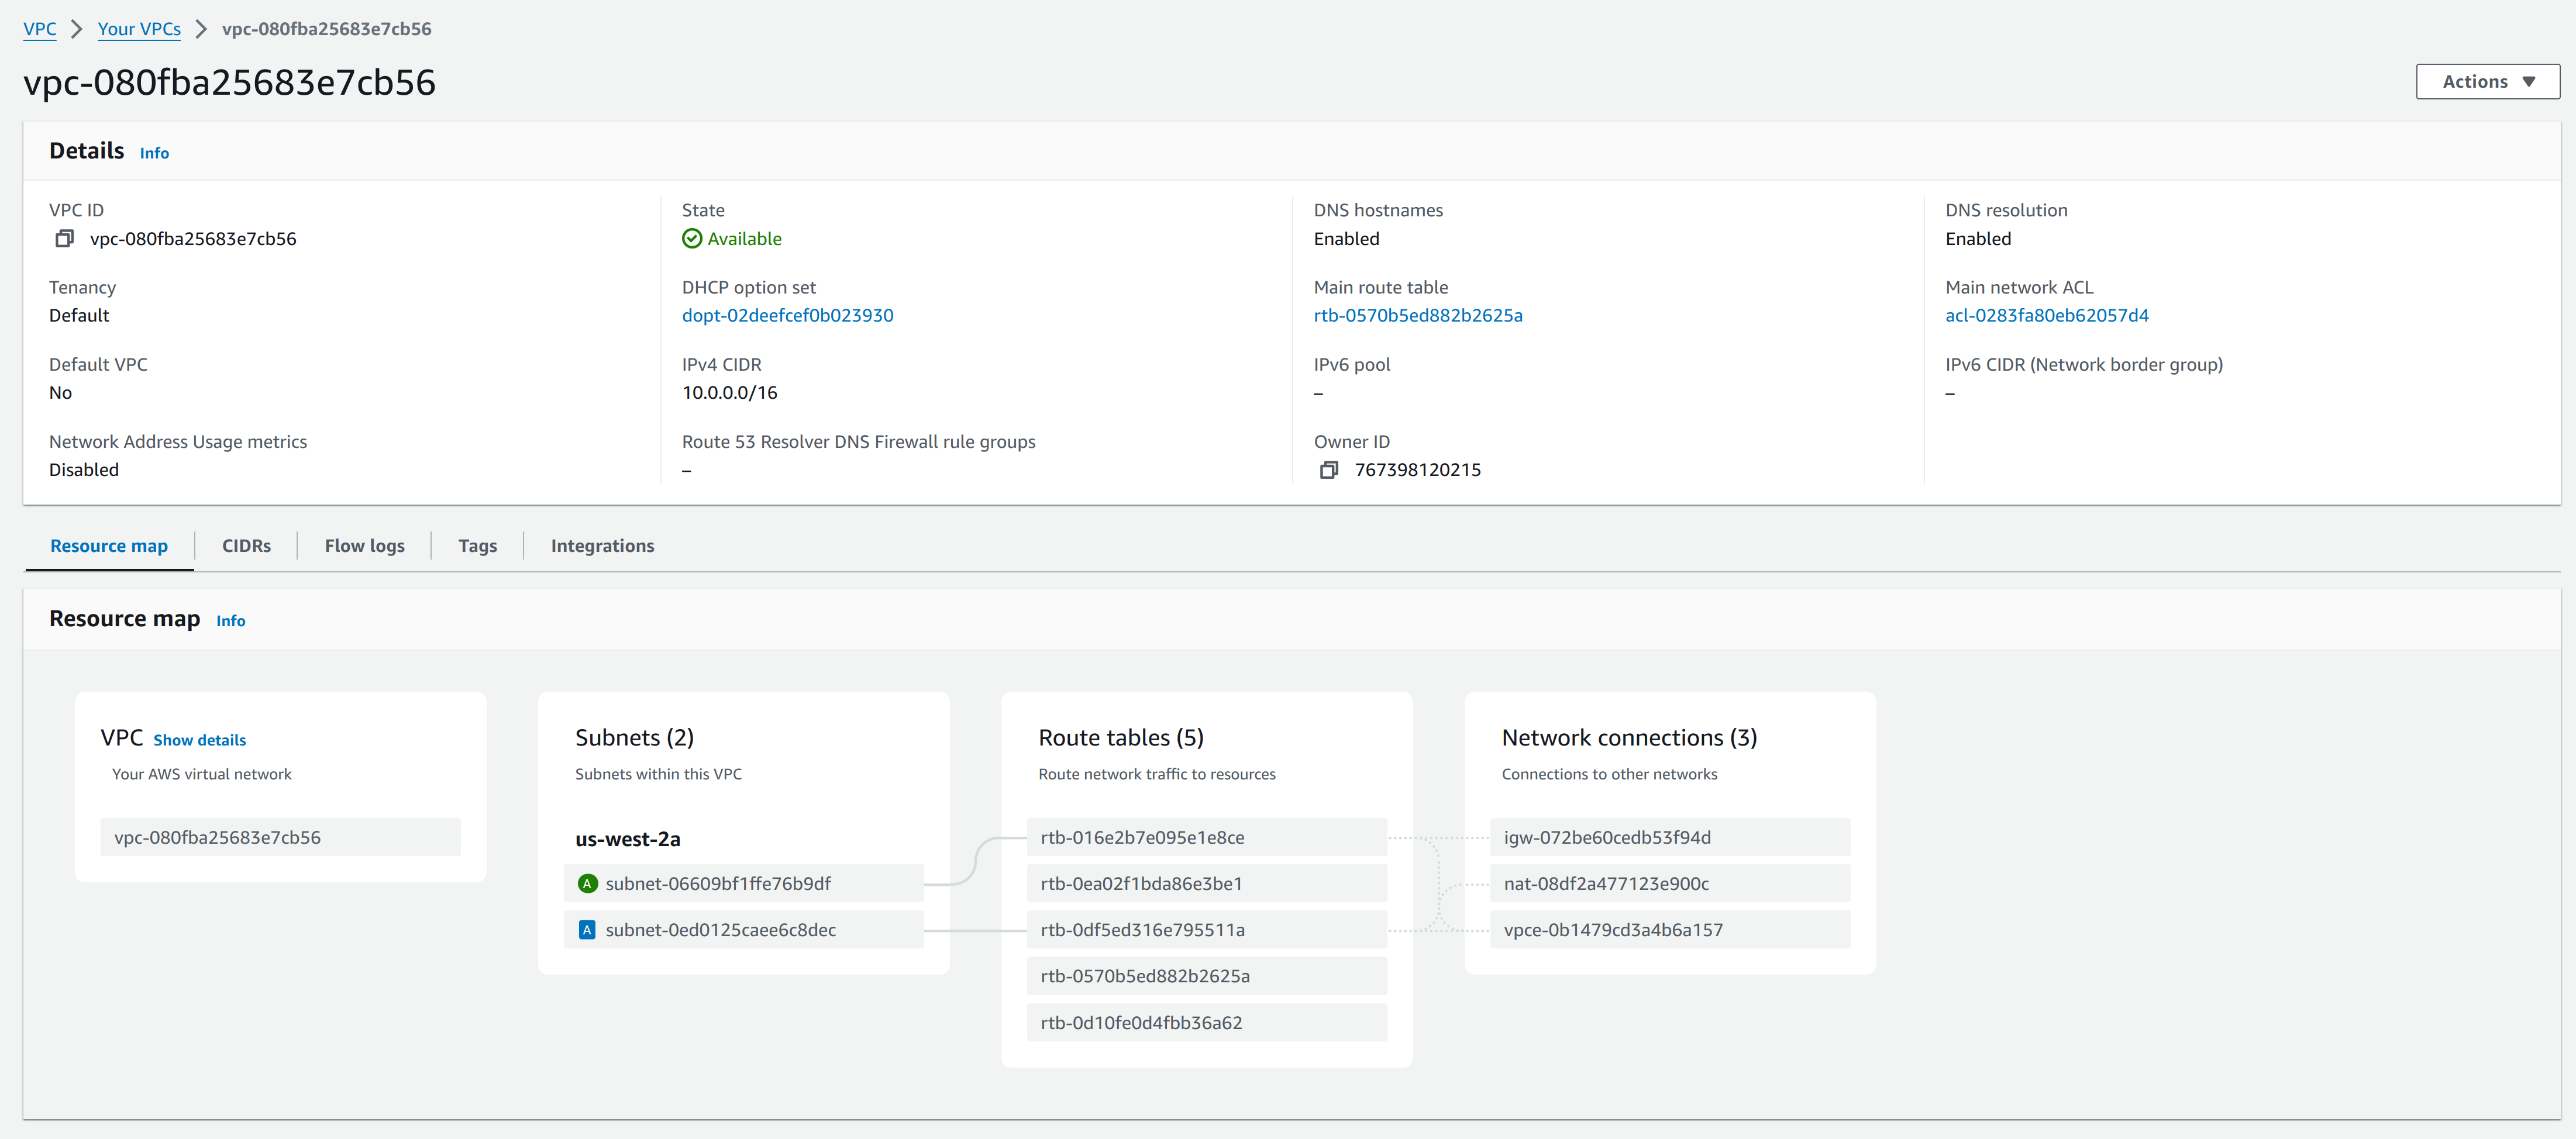 VPC > Your VPCs > vpc-080fba25683e7cb56
vpc-080fba25683e7cb56
Actions
Details Info
VPC ID
vpc-080fba25683e7cb56
State
Available
DNS hostnames
Enabled
DNS resolution
Enabled
Tenancy
Default
DHCP option set
dopt-02deefcef0b023930
Main route table
rtb-0570b5ed882b2625a
Main network ACL
acl-0283fa80eb62057d4
Default VPC
No
IPv4 CIDR
10.0.0.0/16
IPv6 pool
–
IPv6 CIDR (Network border group)
–
Network Address Usage metrics
Disabled
Route 53 Resolver DNS Firewall rule groups
–
Owner ID
767398120215
Resource map
CIDRs
Flow logs
Tags
Integrations
Resource map Info
VPC Show details
Your AWS virtual network
vpc-080fba25683e7cb56
Subnets (2)
Subnets within this VPC
us-west-2a
A subnet-06609bf1ffe76b9df
A subnet-0ed0125caee6c8dec
Route tables (5)
Route network traffic to resources
rtb-016e2b7e095e1e8ce
rtb-0ea02f1bda86e3be1
rtb-0df5ed316e795511a
rtb-0570b5ed882b2625a
rtb-0d10fe0d4fbb36a62
Network connections (3)
Connections to other networks
igw-072be60cedb53f94d
nat-08df2a477123e900c
vpce-0b1479cd3a4b6a157